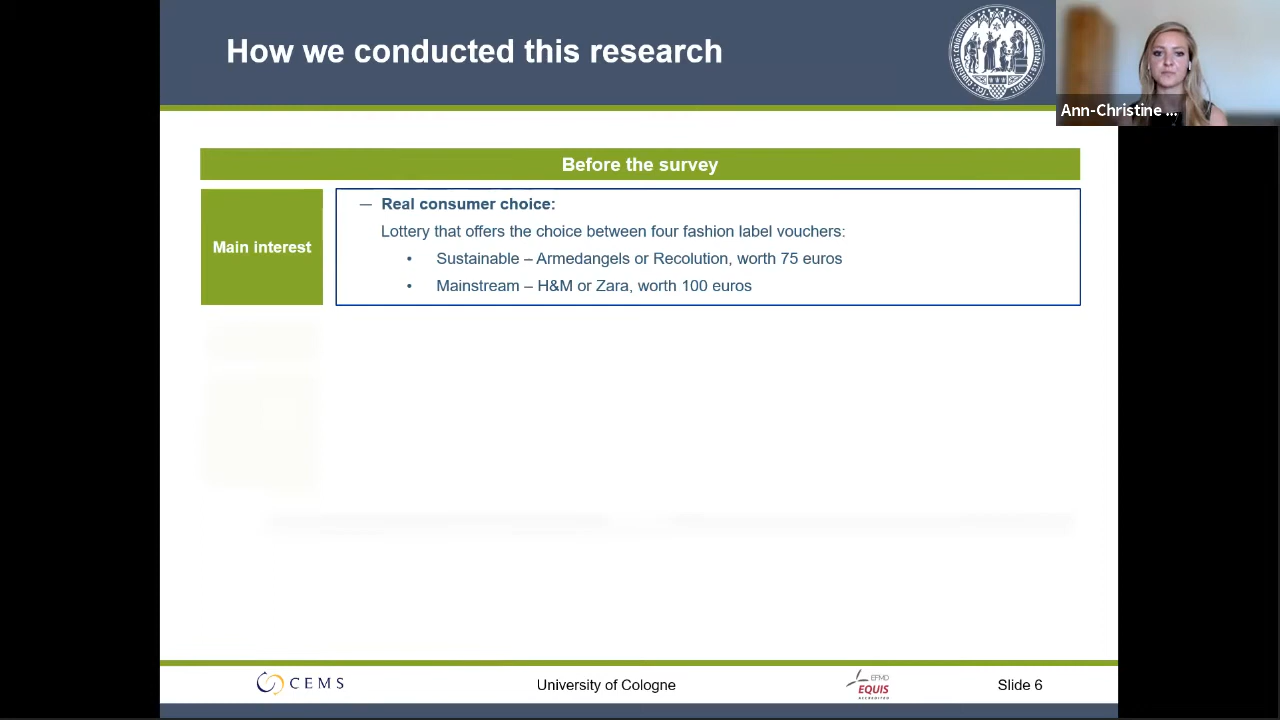 How we conducted this research
Ann-Christine ...
Before the survey
Main interest
— Real consumer choice:
Lottery that offers the choice between four fashion label vouchers:
• Sustainable – Armedangels or Recolution, worth 75 euros
• Mainstream – H&M or Zara, worth 100 euros
CEMS
University of Cologne
EFMD
EQUIS
ACCREDITED
Slide 6